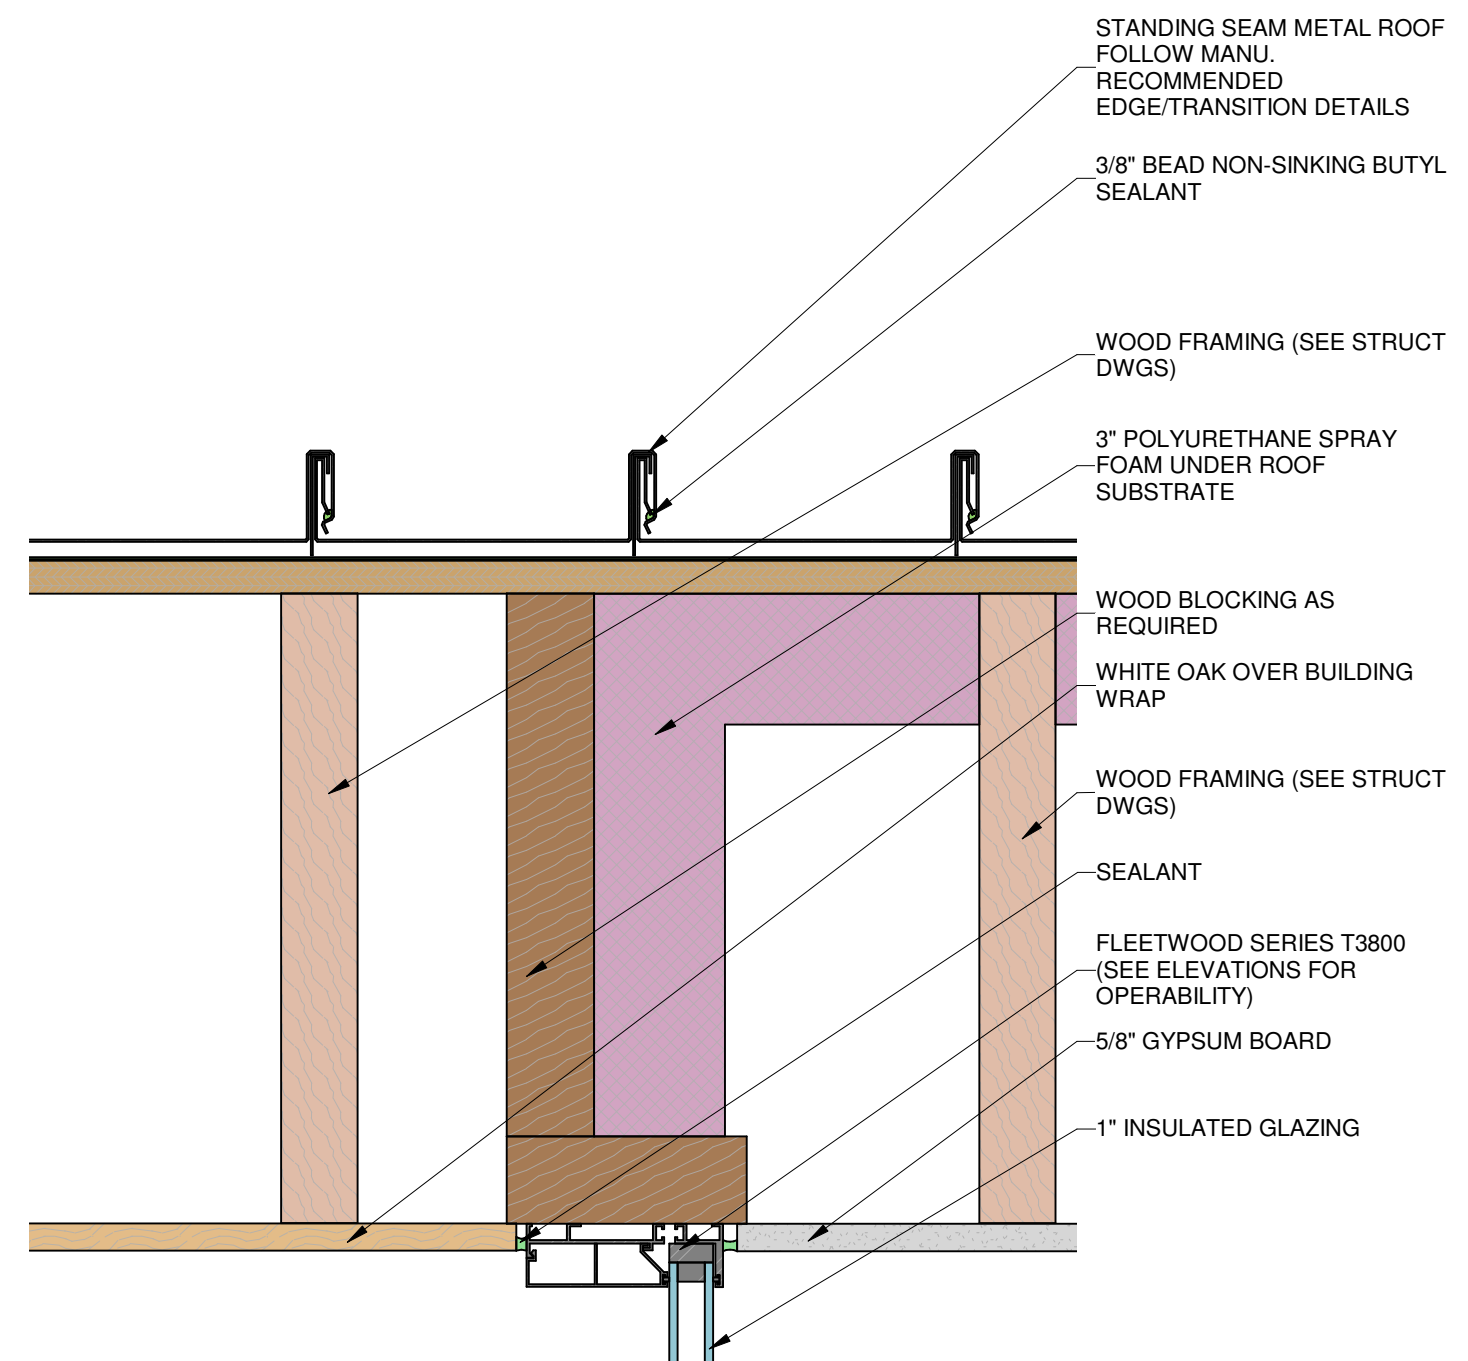 STANDING SEAM METAL ROOF
FOLLOW MANU.
RECOMMENDED
EDGE/TRANSITION DETAILS
3/8" BEAD NON-SINKING BUTYL
SEALANT
WOOD FRAMING (SEE STRUCT
DWGS)
3" POLYURETHANE SPRAY
FOAM UNDER ROOF
SUBSTRATE
WOOD BLOCKING AS
REQUIRED
WHITE OAK OVER BUILDING
WRAP
WOOD FRAMING (SEE STRUCT
DWGS)
SEALANT
FLEETWOOD SERIES T3800
(SEE ELEVATIONS FOR
OPERABILITY)
5/8" GYPSUM BOARD
1" INSULATED GLAZING